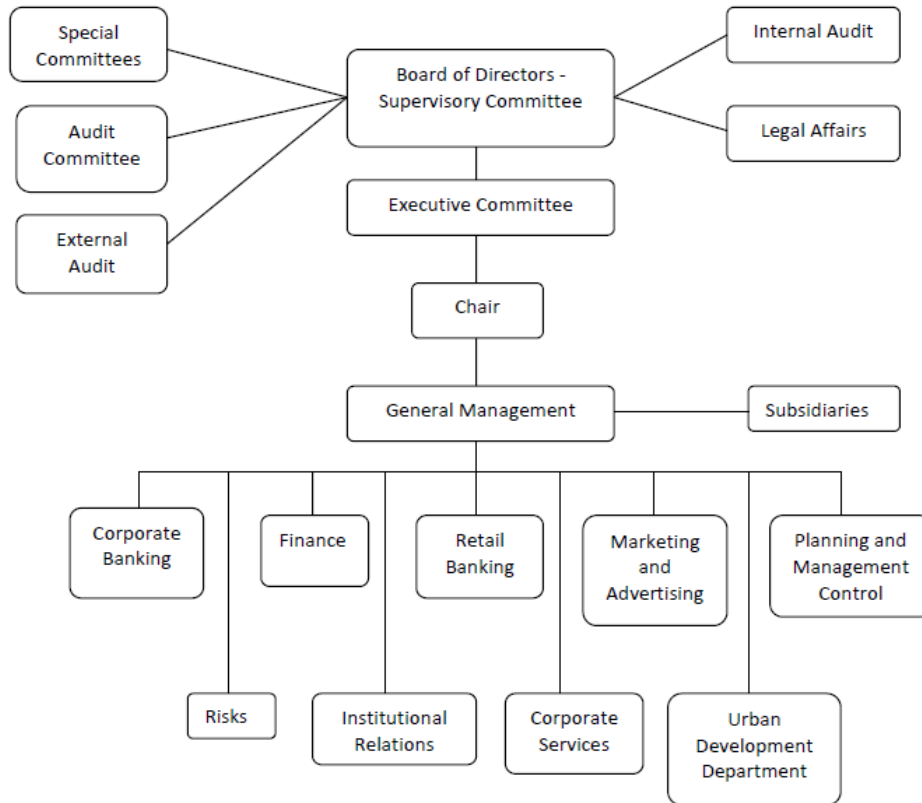 Special
Committees
Internal Audit
Board of Directors -
Supervisory Committee
Audit
Committee
Legal Affairs
Executive Committee
External
Audit
Chair
General Management
Subsidiaries
Corporate
Banking
Finance
Retail
Banking
Marketing
and
Advertising
Planning and
Management
Control
Risks
Institutional
Relations
Corporate
Services
Urban
Development
Department